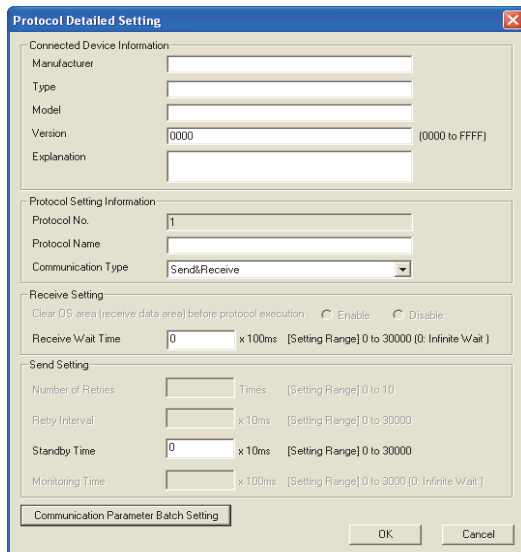 Protocol Detailed Setting
Connected Device Information
Manufacturer
Type
Model
Version 0000 (0000 to FFFF)
Explanation
Protocol Setting Information
Protocol No. 1
Protocol Name
Communication Type Send&Receive
Receive Setting
Clear OS area (receive data area) before protocol execution Enable Disable
Receive Wait Time 0 x 100ms [Setting Range] 0 to 30000 (0: Infinite Wait )
Send Setting
Number of Retries Times [Setting Range] 0 to 10
Retry Interval x 10ms [Setting Range] 0 to 30000
Standby Time 0 x 10ms [Setting Range] 0 to 30000
Monitoring Time x 100ms [Setting Range] 0 to 3000 (0: Infinite Wait )
Communication Parameter Batch Setting
OK Cancel